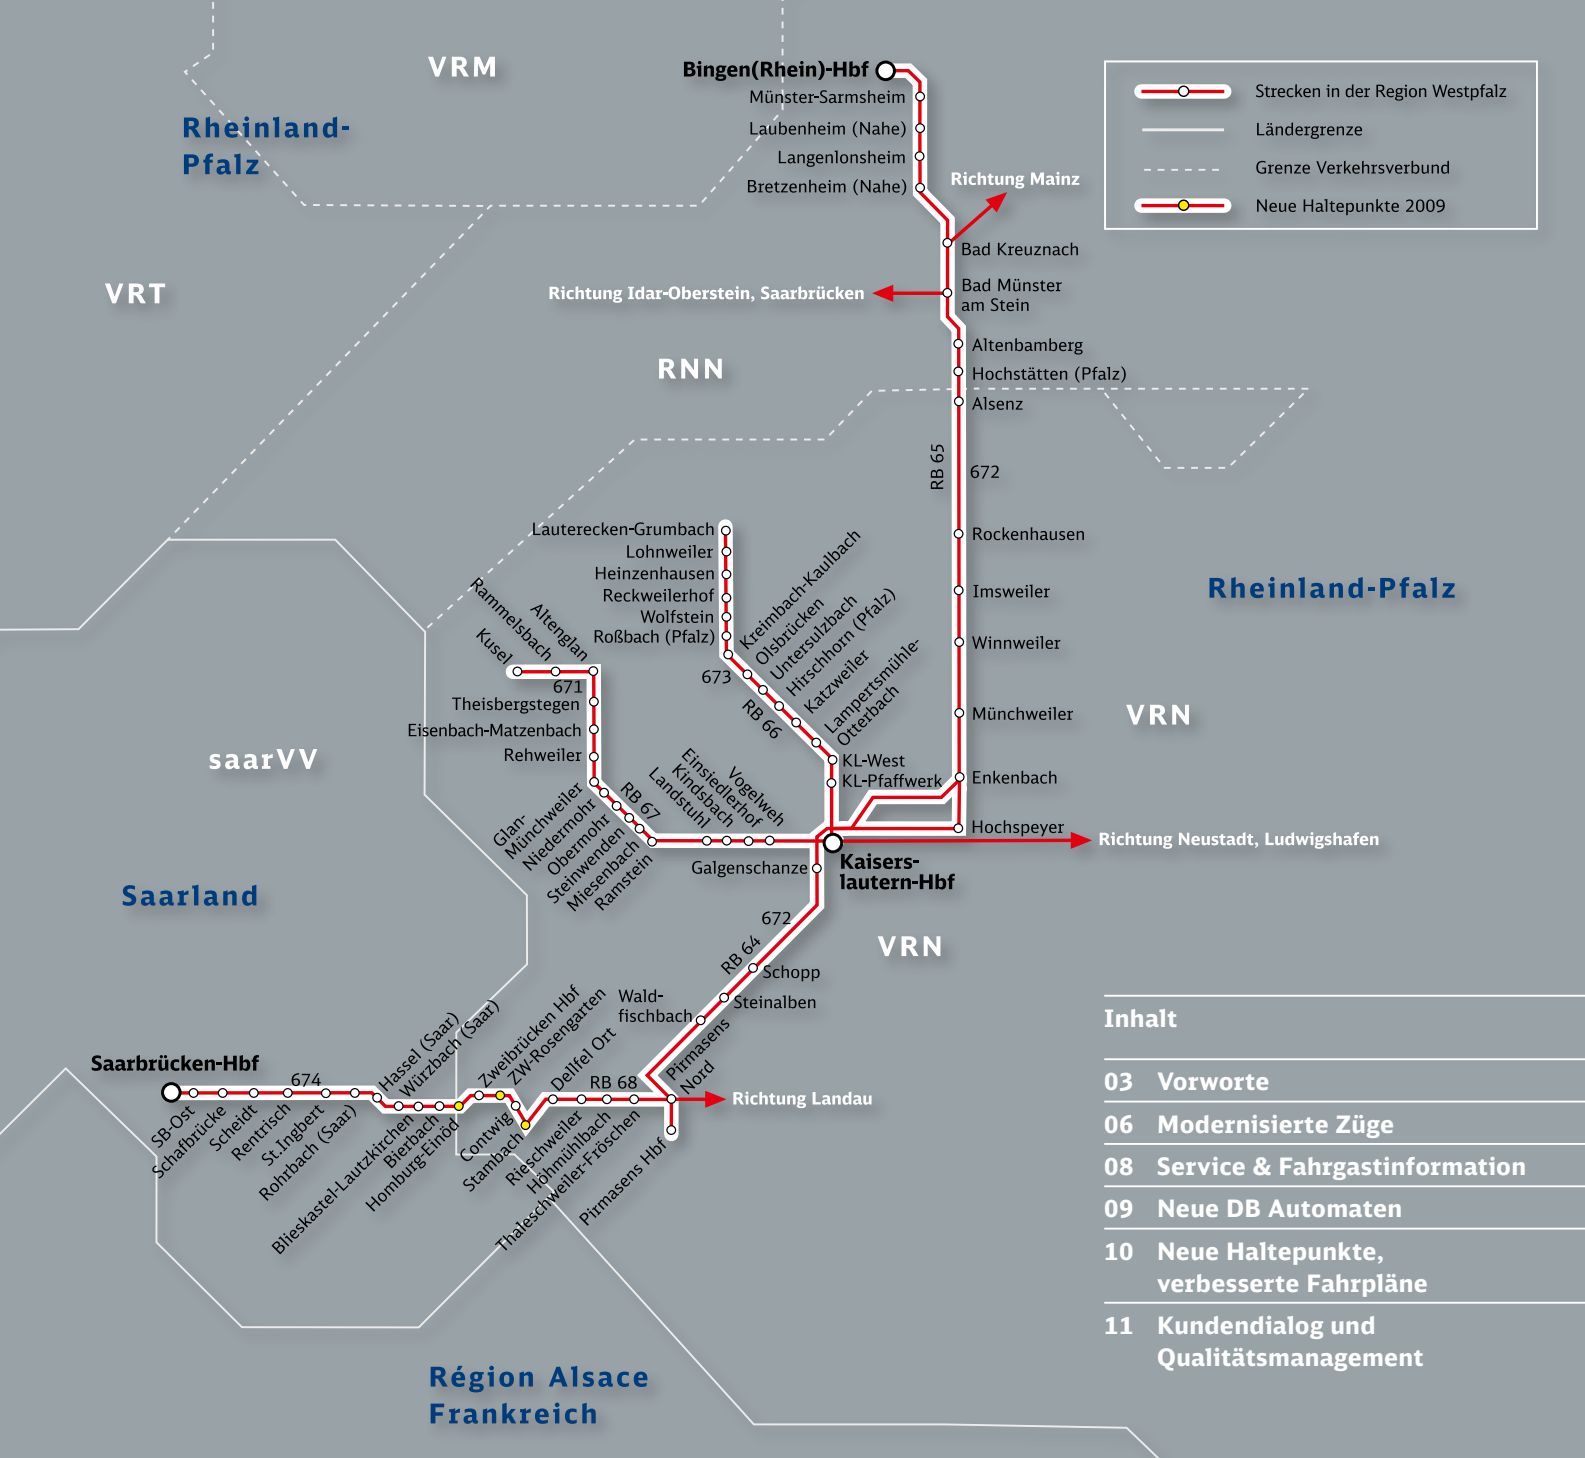 VRM
Rheinland-
Pfalz
VRT
RNN
Bingen(Rhein)-Hbf
Münster-Sarmsheim
Laubenheim (Nahe)
Langenlonsheim
Bretzenheim (Nahe)
Richtung Mainz
Bad Kreuznach
Richtung Idar-Oberstein, Saarbrücken
Bad Münster
am Stein
Altenbamberg
Hochstätten (Pfalz)
Alsenz
RB 65
672
Rockenhausen
Imsweiler
Winnweiler
Münchweiler
Enkenbach
Hochspeyer
Strecken in der Region Westpfalz
Ländergrenze
Grenze Verkehrsverbund
Neue Haltepunkte 2009
Rheinland-Pfalz
VRN
Lauterecken-Grumbach
Lohnweiler
Heinzenhausen
Reckweilerhof
Wolfstein
Roßbach (Pfalz)
Kreimbach-Kaulbach
Olsbrücken
Untersulzbach
Hirschhorn (Pfalz)
Katzweiler
Lampertsmühle-
Otterbach
673
RB 66
KL-West
KL-Pfaffwerk
Kusel
Rammelsbach
Altenglan
671
Theisbergstegen
Eisenbach-Matzenbach
Rehweiler
Glan-
Münchweiler
Niedermohr
Obermohr
Steinwenden
Miesenbach
Ramstein
RB 67
Landstuhl
Kindsbach
Einsiedlerhof
Vogelweh
Kaisers-
lautern-Hbf
Richtung Neustadt, Ludwigshafen
Galgenschanze
672
RB 64
VRN
Schopp
Steinalben
Wald-
fischbach
Pirmasens
Nord
Richtung Landau
saarVV
Saarland
Saarbrücken-Hbf
674
SB-Ost
Schafbrücke
Scheidt
Rentrisch
St.Ingbert
Rohrbach (Saar)
Hassel (Saar)
Würzbach (Saar)
Blieskastel-Lautzkirchen
Bierbach
Homburg-Einöd
Zweibrücken Hbf
ZW-Rosengarten
Contwig
Stambach
Dellfel Ort
RB 68
Rieschweiler
Höhmühlbach
Thaleschweiler-Fröschen
Pirmasens Hbf
Région Alsace
Frankreich
Inhalt
03 Vorworte
06 Modernisierte Züge
08 Service & Fahrgastinformation
09 Neue DB Automaten
10 Neue Haltepunkte,
verbesserte Fahrpläne
11 Kundendialog und
Qualitätsmanagement